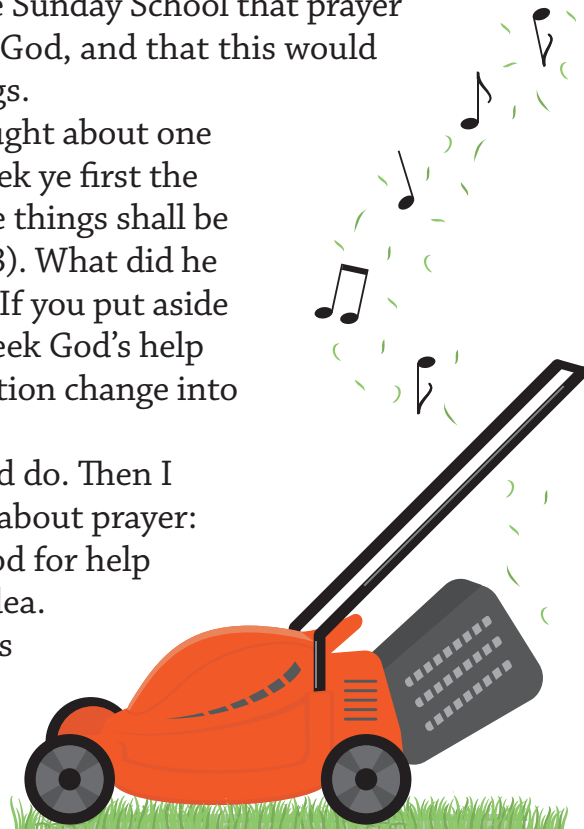 Sunday School that prayer
God, and that this would
gs.
ght about one
ek ye first the
e things shall be
3). What did he
If you put aside
eek God’s help
tion change into
d do. Then I
about prayer:
od for help
lea.
s